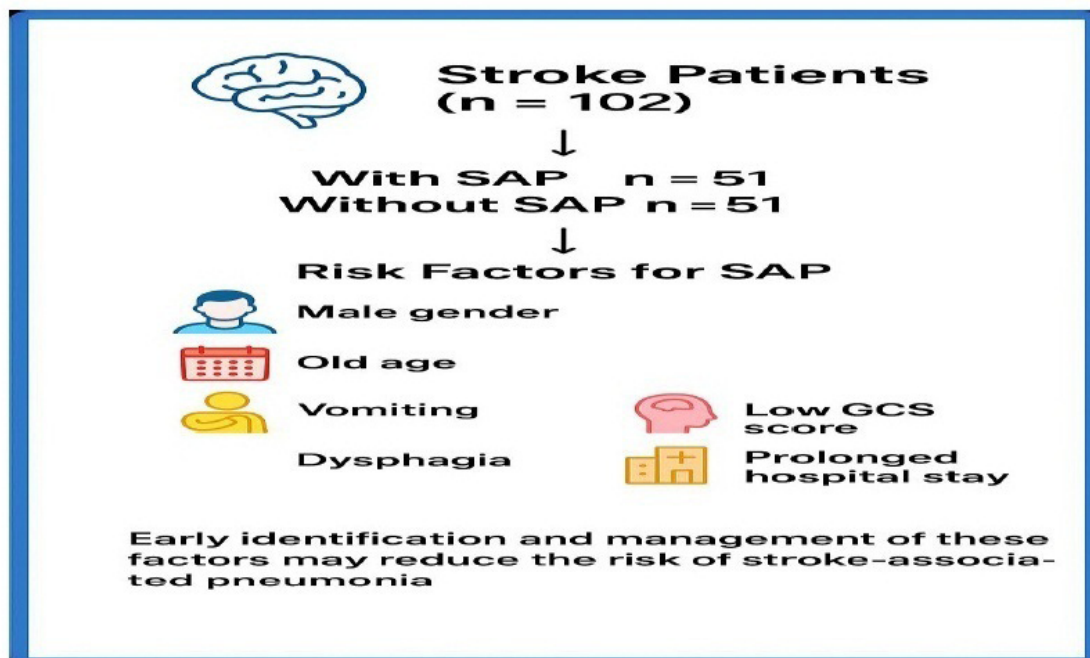 Stroke Patients
(n = 102)
↓
With SAP n = 51
Without SAP n = 51
↓
Risk Factors for SAP
Male gender
Old age
Vomiting
Dysphagia
Low GCS
score
Prolonged
hospital stay
Early identification and management of these
factors may reduce the risk of stroke-associa-
ted pneumonia